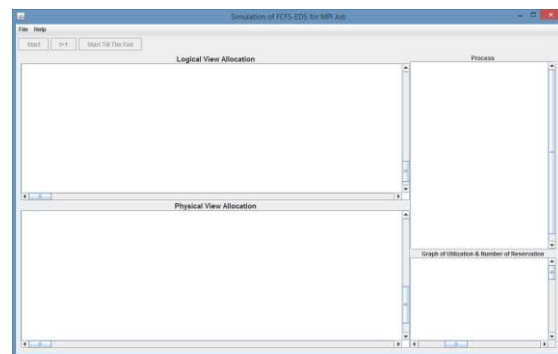 Simulation of FCFS-EDS for MPI Job
File Help
Start t+1 Start Till The End
Logical View Allocation
Process
Physical View Allocation
Graph of Utilization & Number of Reservation